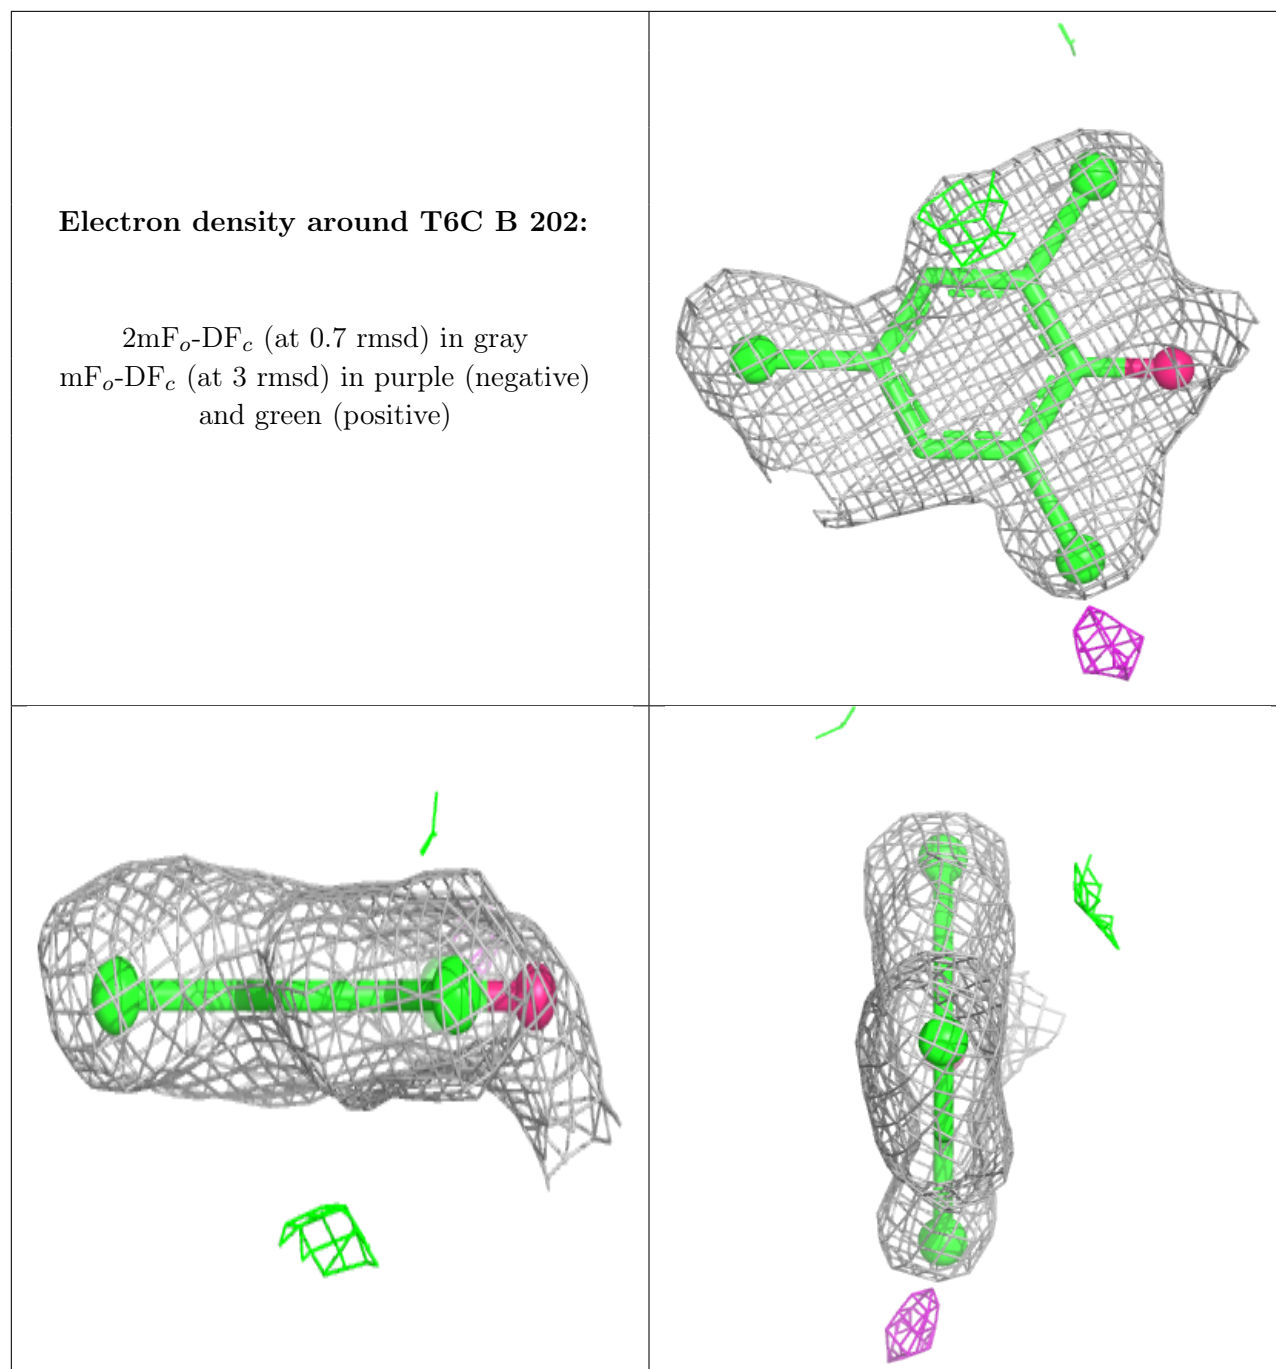 Electron density around T6C B 202:
2mFo-DFc (at 0.7 rmsd) in gray
mFo-DFc (at 3 rmsd) in purple (negative)
and green (positive)